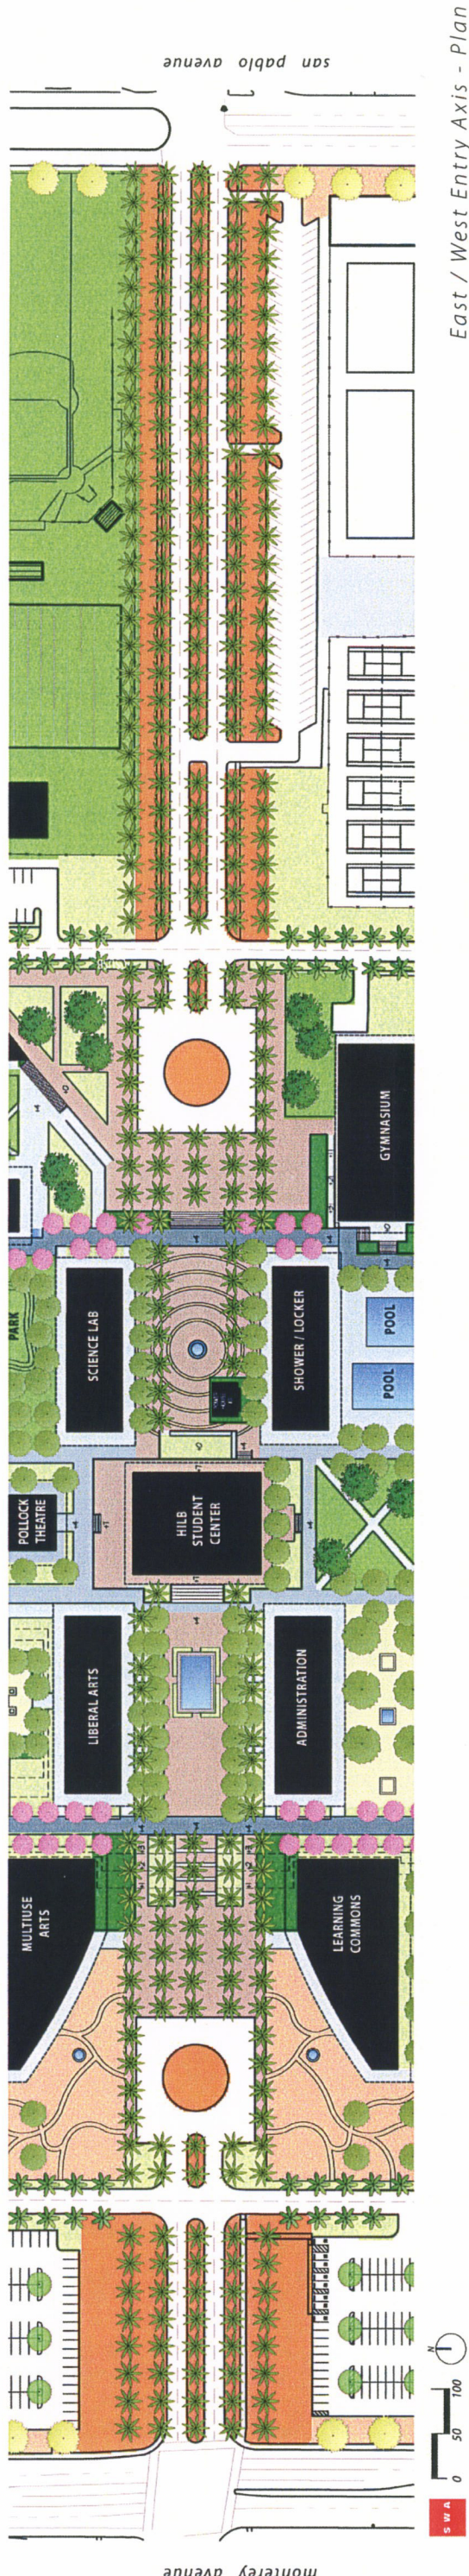 san pablo avenue
East / West Entry Axis - Plan
GYMNASIUM
PARK
SCIENCE LAB
SHOWER / LOCKER
POOL
POOL
POLLOCK
THEATRE
HILB
STUDENT
CENTER
LIBERAL ARTS
ADMINISTRATION
MULTIUSE
ARTS
LEARNING
COMMONS
N
0 50 100
SWA
monterey avenue